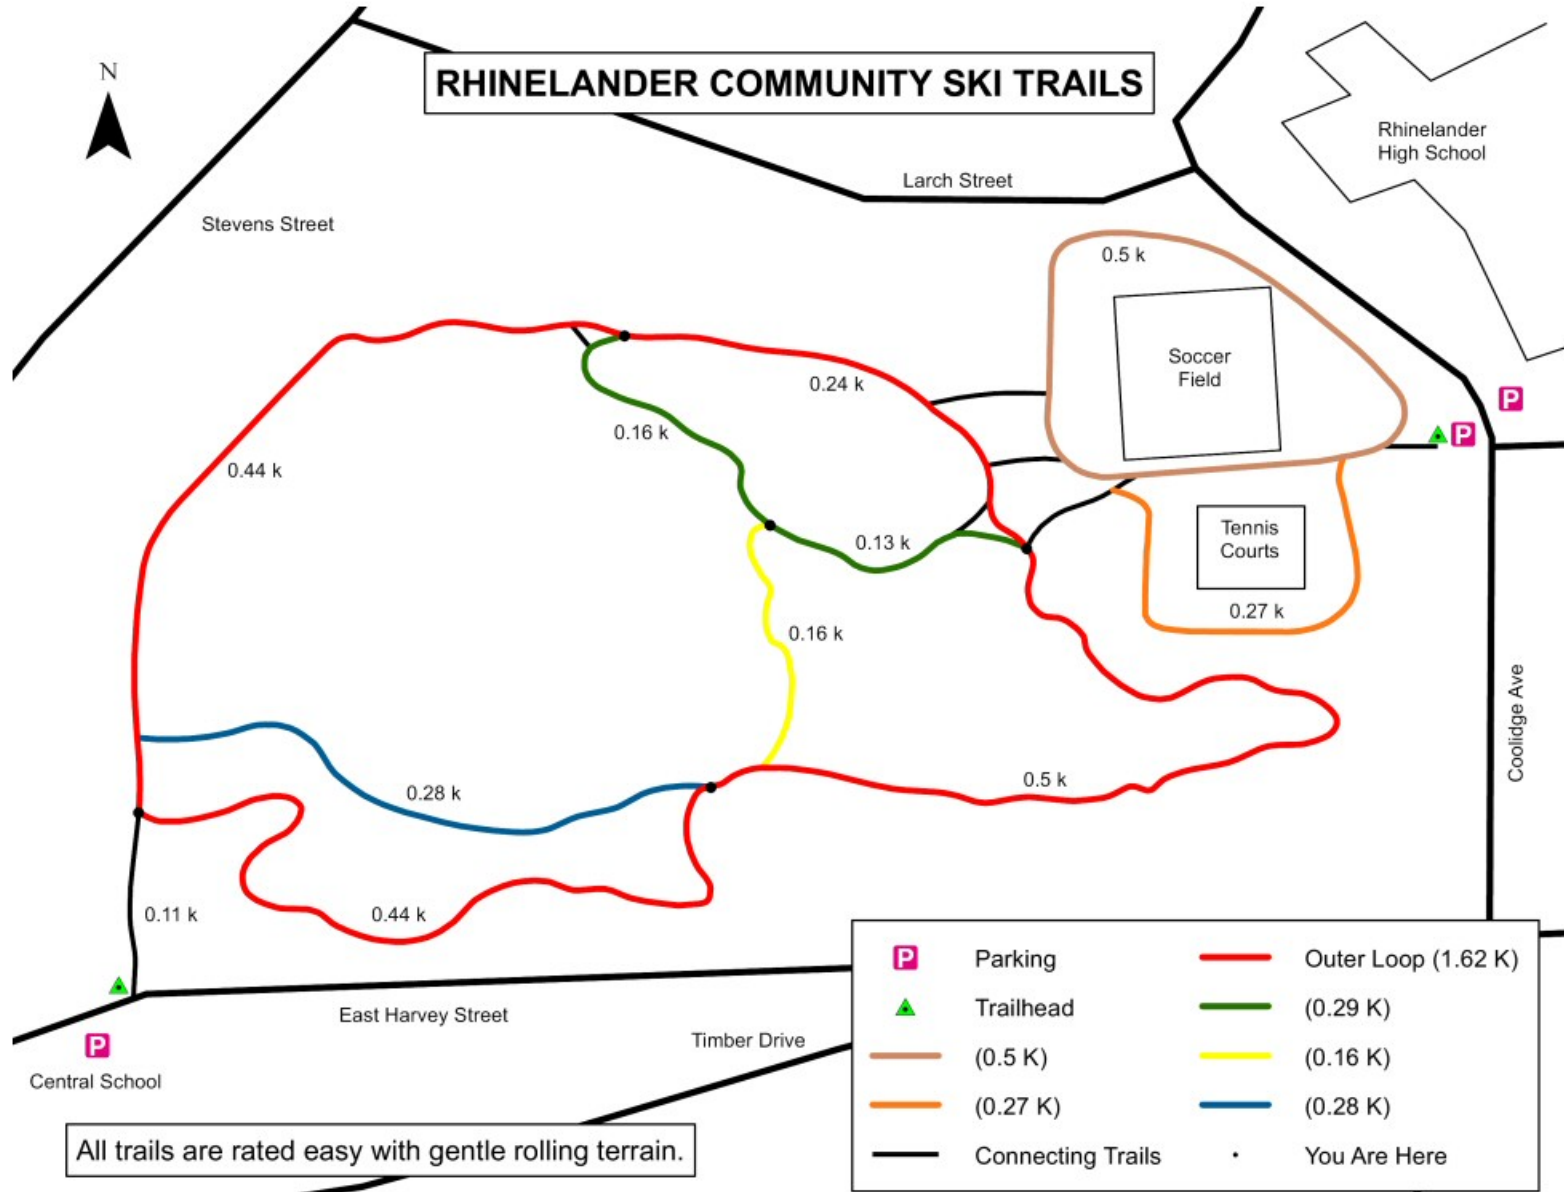 N
RHINELANDER COMMUNITY SKI TRAILS
Rhinelander
High School
Larch Street
Stevens Street
0.5 k
Soccer
Field
0.24 k
P
P
0.16 k
0.44 k
0.13 k
Tennis
Courts
0.27 k
0.16 k
Coolidge Ave
0.28 k
0.5 k
0.11 k
0.44 k
East Harvey Street
Timber Drive
P
Central School
All trails are rated easy with gentle rolling terrain.
P Parking
Trailhead
(0.5 K)
(0.27 K)
Connecting Trails
Outer Loop (1.62 K)
(0.29 K)
(0.16 K)
(0.28 K)
You Are Here